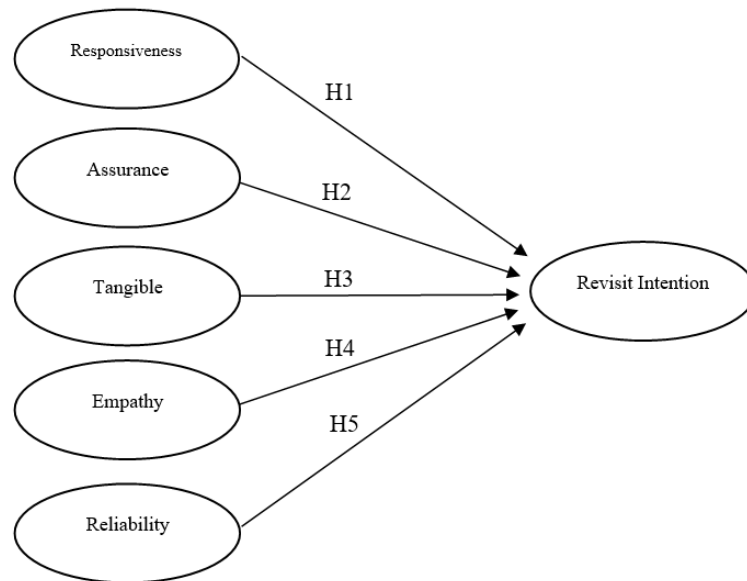 Responsiveness
H1
Assurance
H2
Tangible
H3
Revisit Intention
Empathy
H4
Reliability
H5